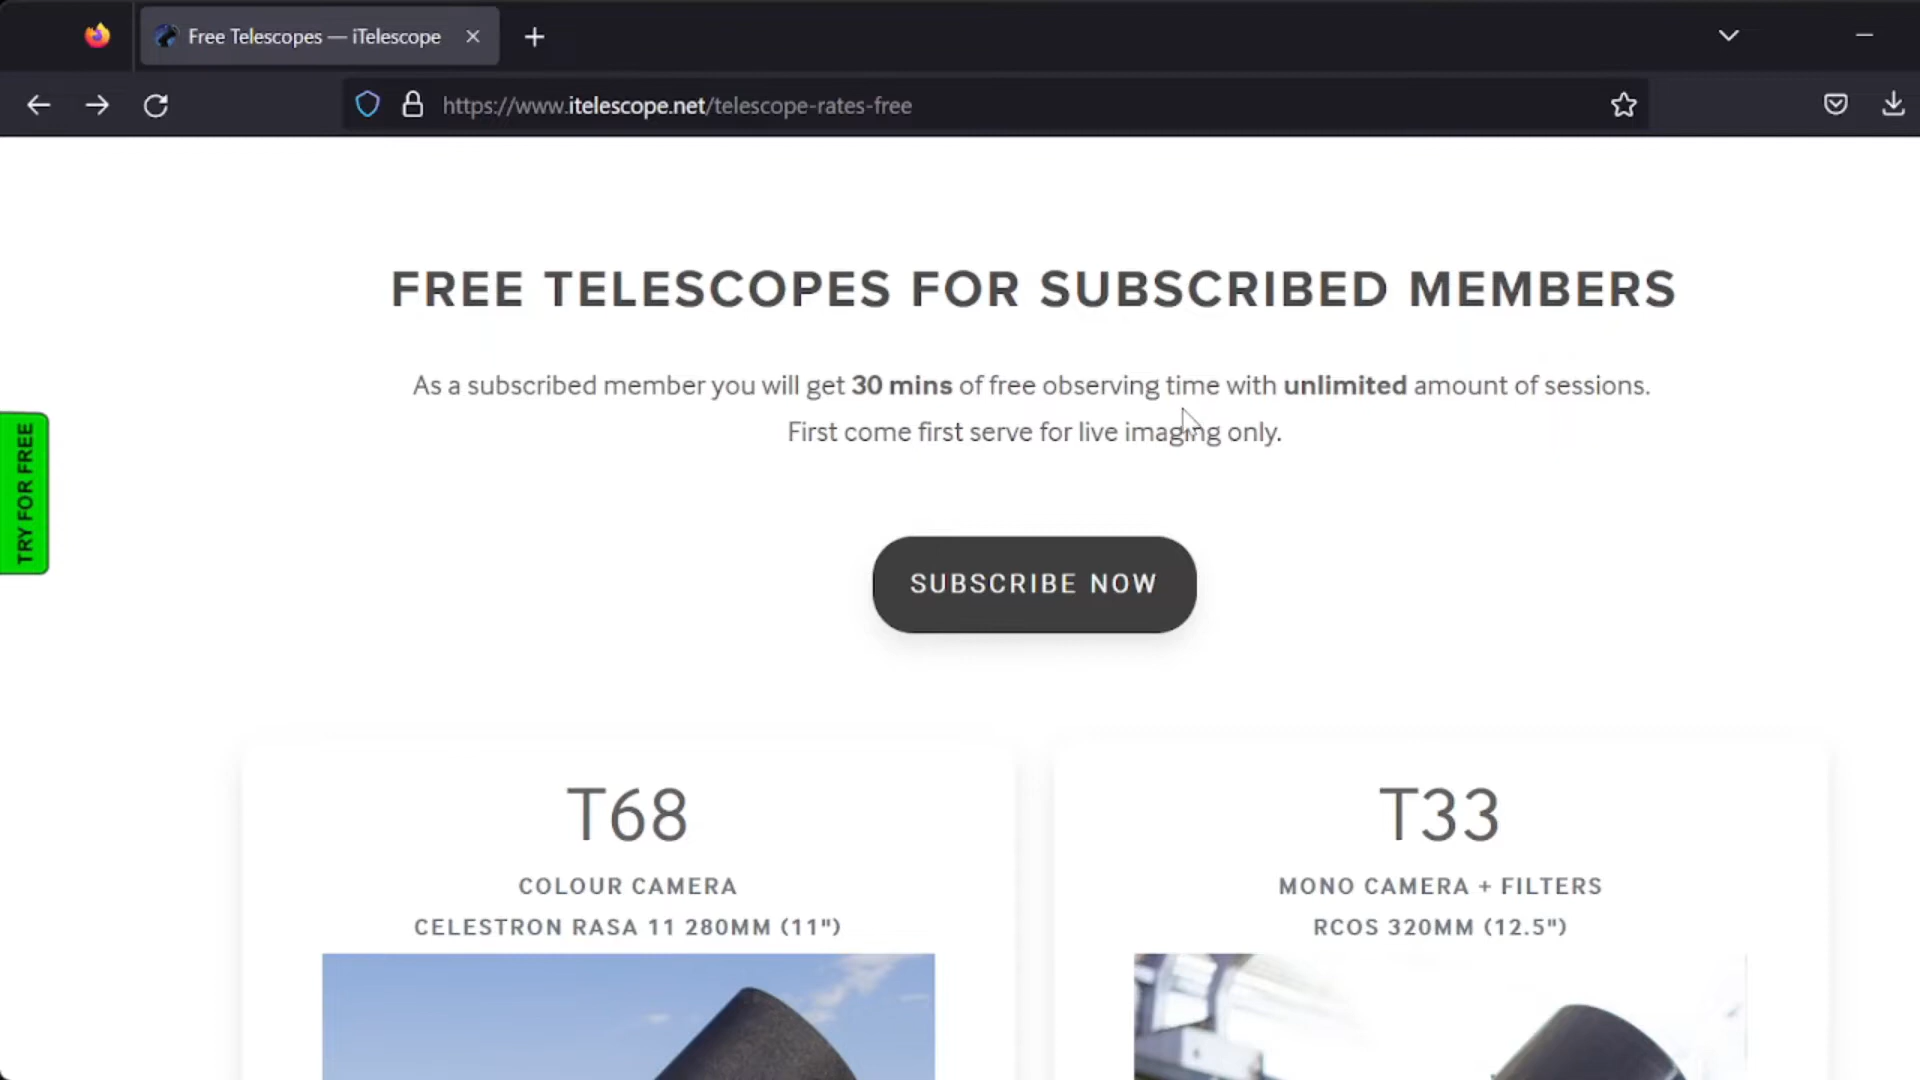 Free Telescopes — iTelescope
https://www.itelescope.net/telescope-rates-free
FREE TELESCOPES FOR SUBSCRIBED MEMBERS
As a subscribed member you will get 30 mins of free observing time with unlimited amount of sessions.
First come first serve for live imaging only.
TRY FOR FREE
SUBSCRIBE NOW
T68
COLOUR CAMERA
CELESTRON RASA 11 280MM (11")
T33
MONO CAMERA + FILTERS
RCOS 320MM (12.5")